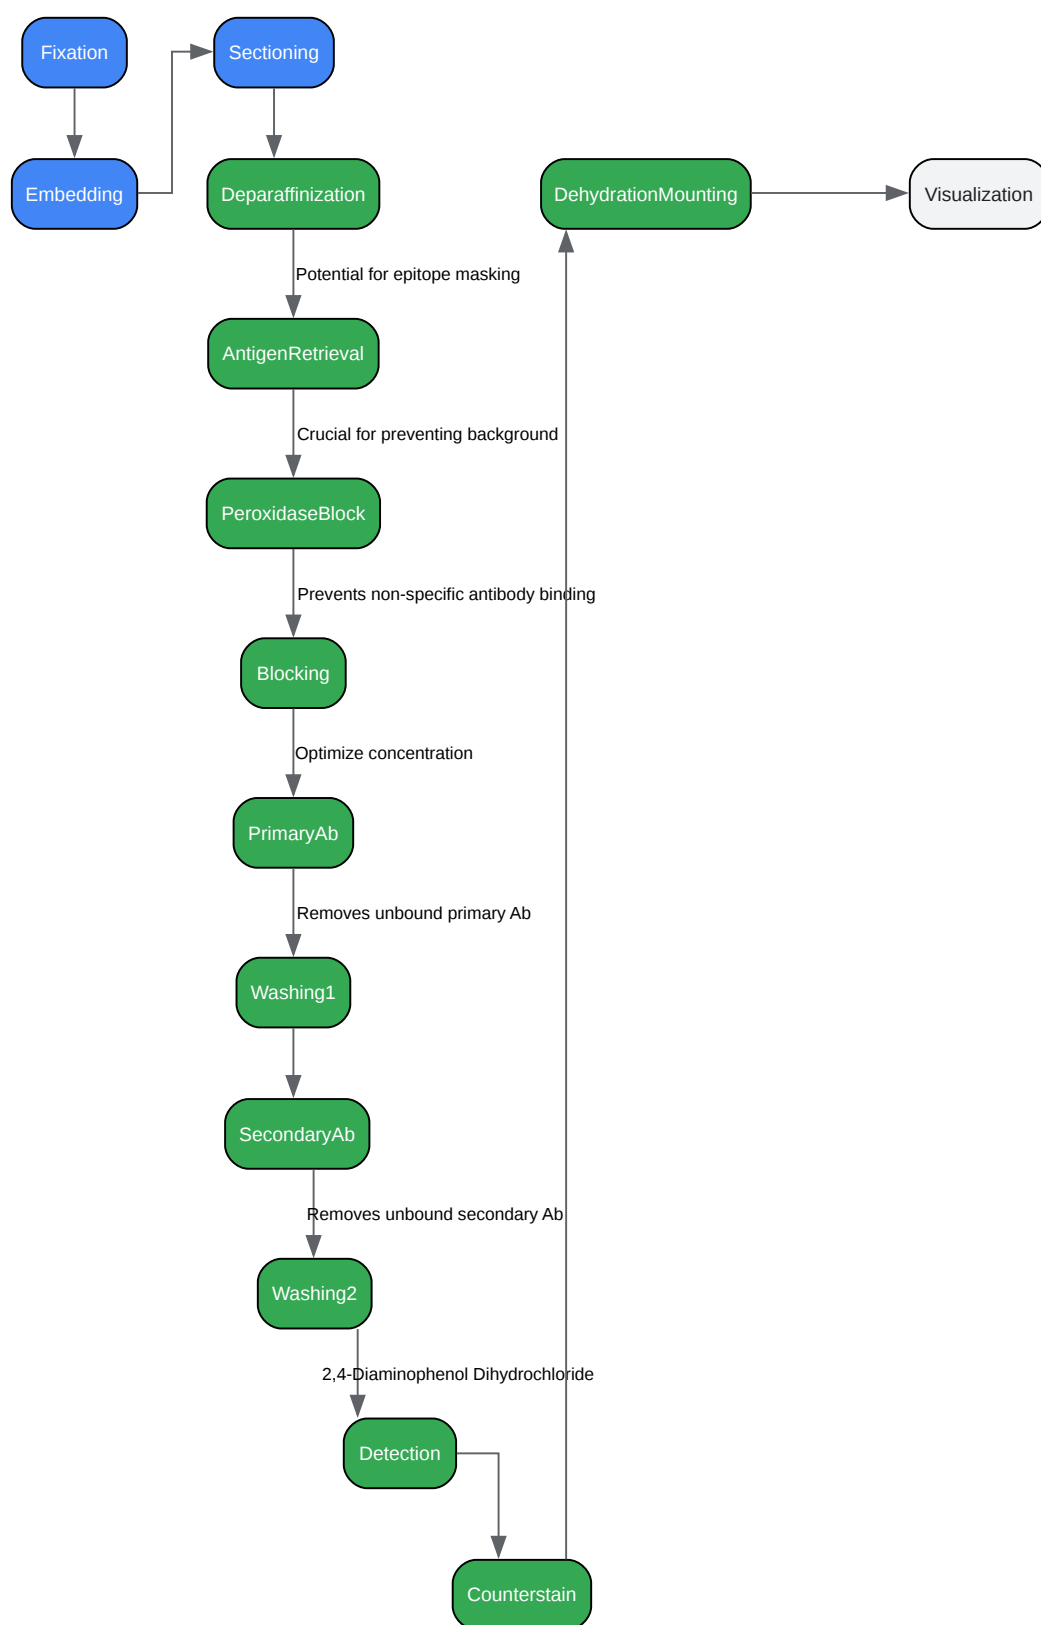 Fixation
Sectioning
Embedding
Deparaffinization
DehydrationMounting
Visualization
Potential for epitope masking
AntigenRetrieval
Crucial for preventing background
PeroxidaseBlock
Prevents non-specific antibody binding
Blocking
Optimize concentration
PrimaryAb
Removes unbound primary Ab
Washing1
SecondaryAb
Removes unbound secondary Ab
Washing2
2,4-Diaminophenol Dihydrochloride
Detection
Counterstain